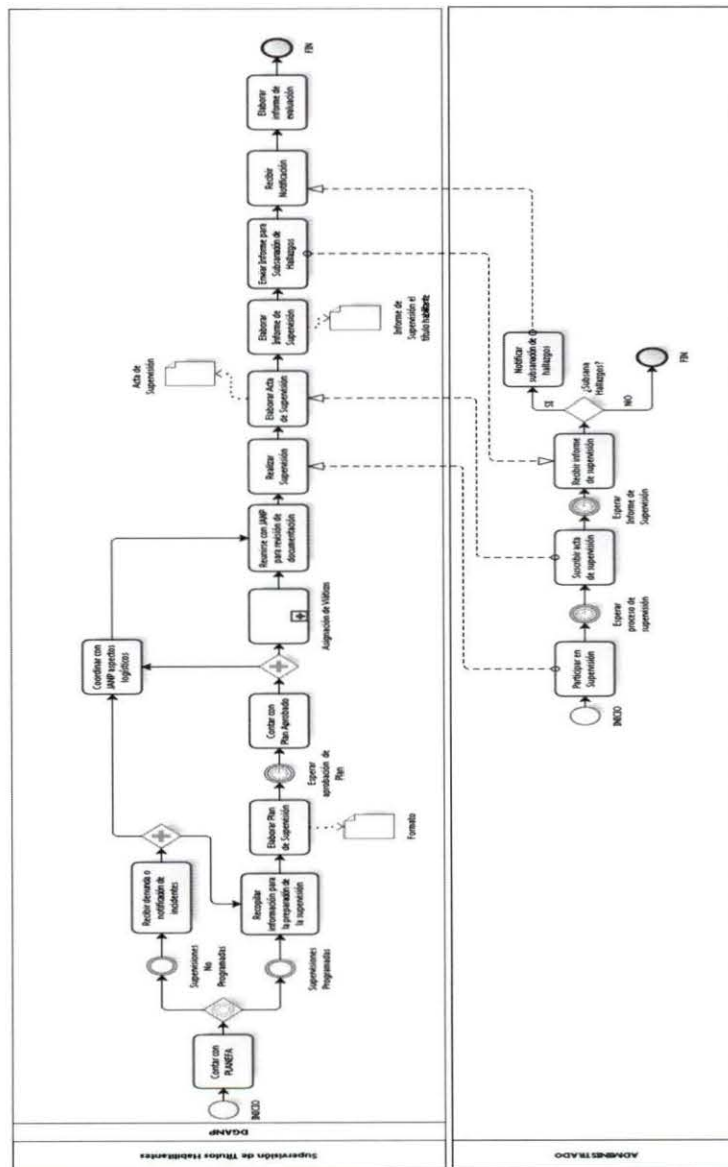 Supervisión de Títulos Habilitantes
DGANP
INICIO
Contar con
PLANEFA
Supervisiones
No
Programadas
Recibir denuncia o
notificación de
incidentes
Supervisiones
Programadas
Recopilar
información para
la preparación de
la supervisión
Elaborar Plan
de Supervisión
Formato
Esperar
aprobación de
Plan
Contar con
Plan Aprobado
Coordinar con
JANP aspectos
logísticos
Asignación de Viáticos
Reunirse con JANP
para revisión de
documentación
Realizar
Supervisión
Elaborar Acta
de Supervisión
Acta de
Supervisión
Elaborar
Informe de
Supervisión
Informe de
Supervisión el
título habilitante
Enviar Informe para
Subsanación de
Hallazgos
Recibir
Notificación
Elaborar
informe de
evaluación
FIN
ADMINISTRADO
INICIO
Participar en
Supervisión
Esperar
proceso de
supervisión
Suscribir acta
de supervisión
Esperar
Informe de
Supervisión
Recibir informe
de supervisión
¿Subsana
Hallazgos?
SE
NO
Notificar
subsanación de
hallazgos
FIN